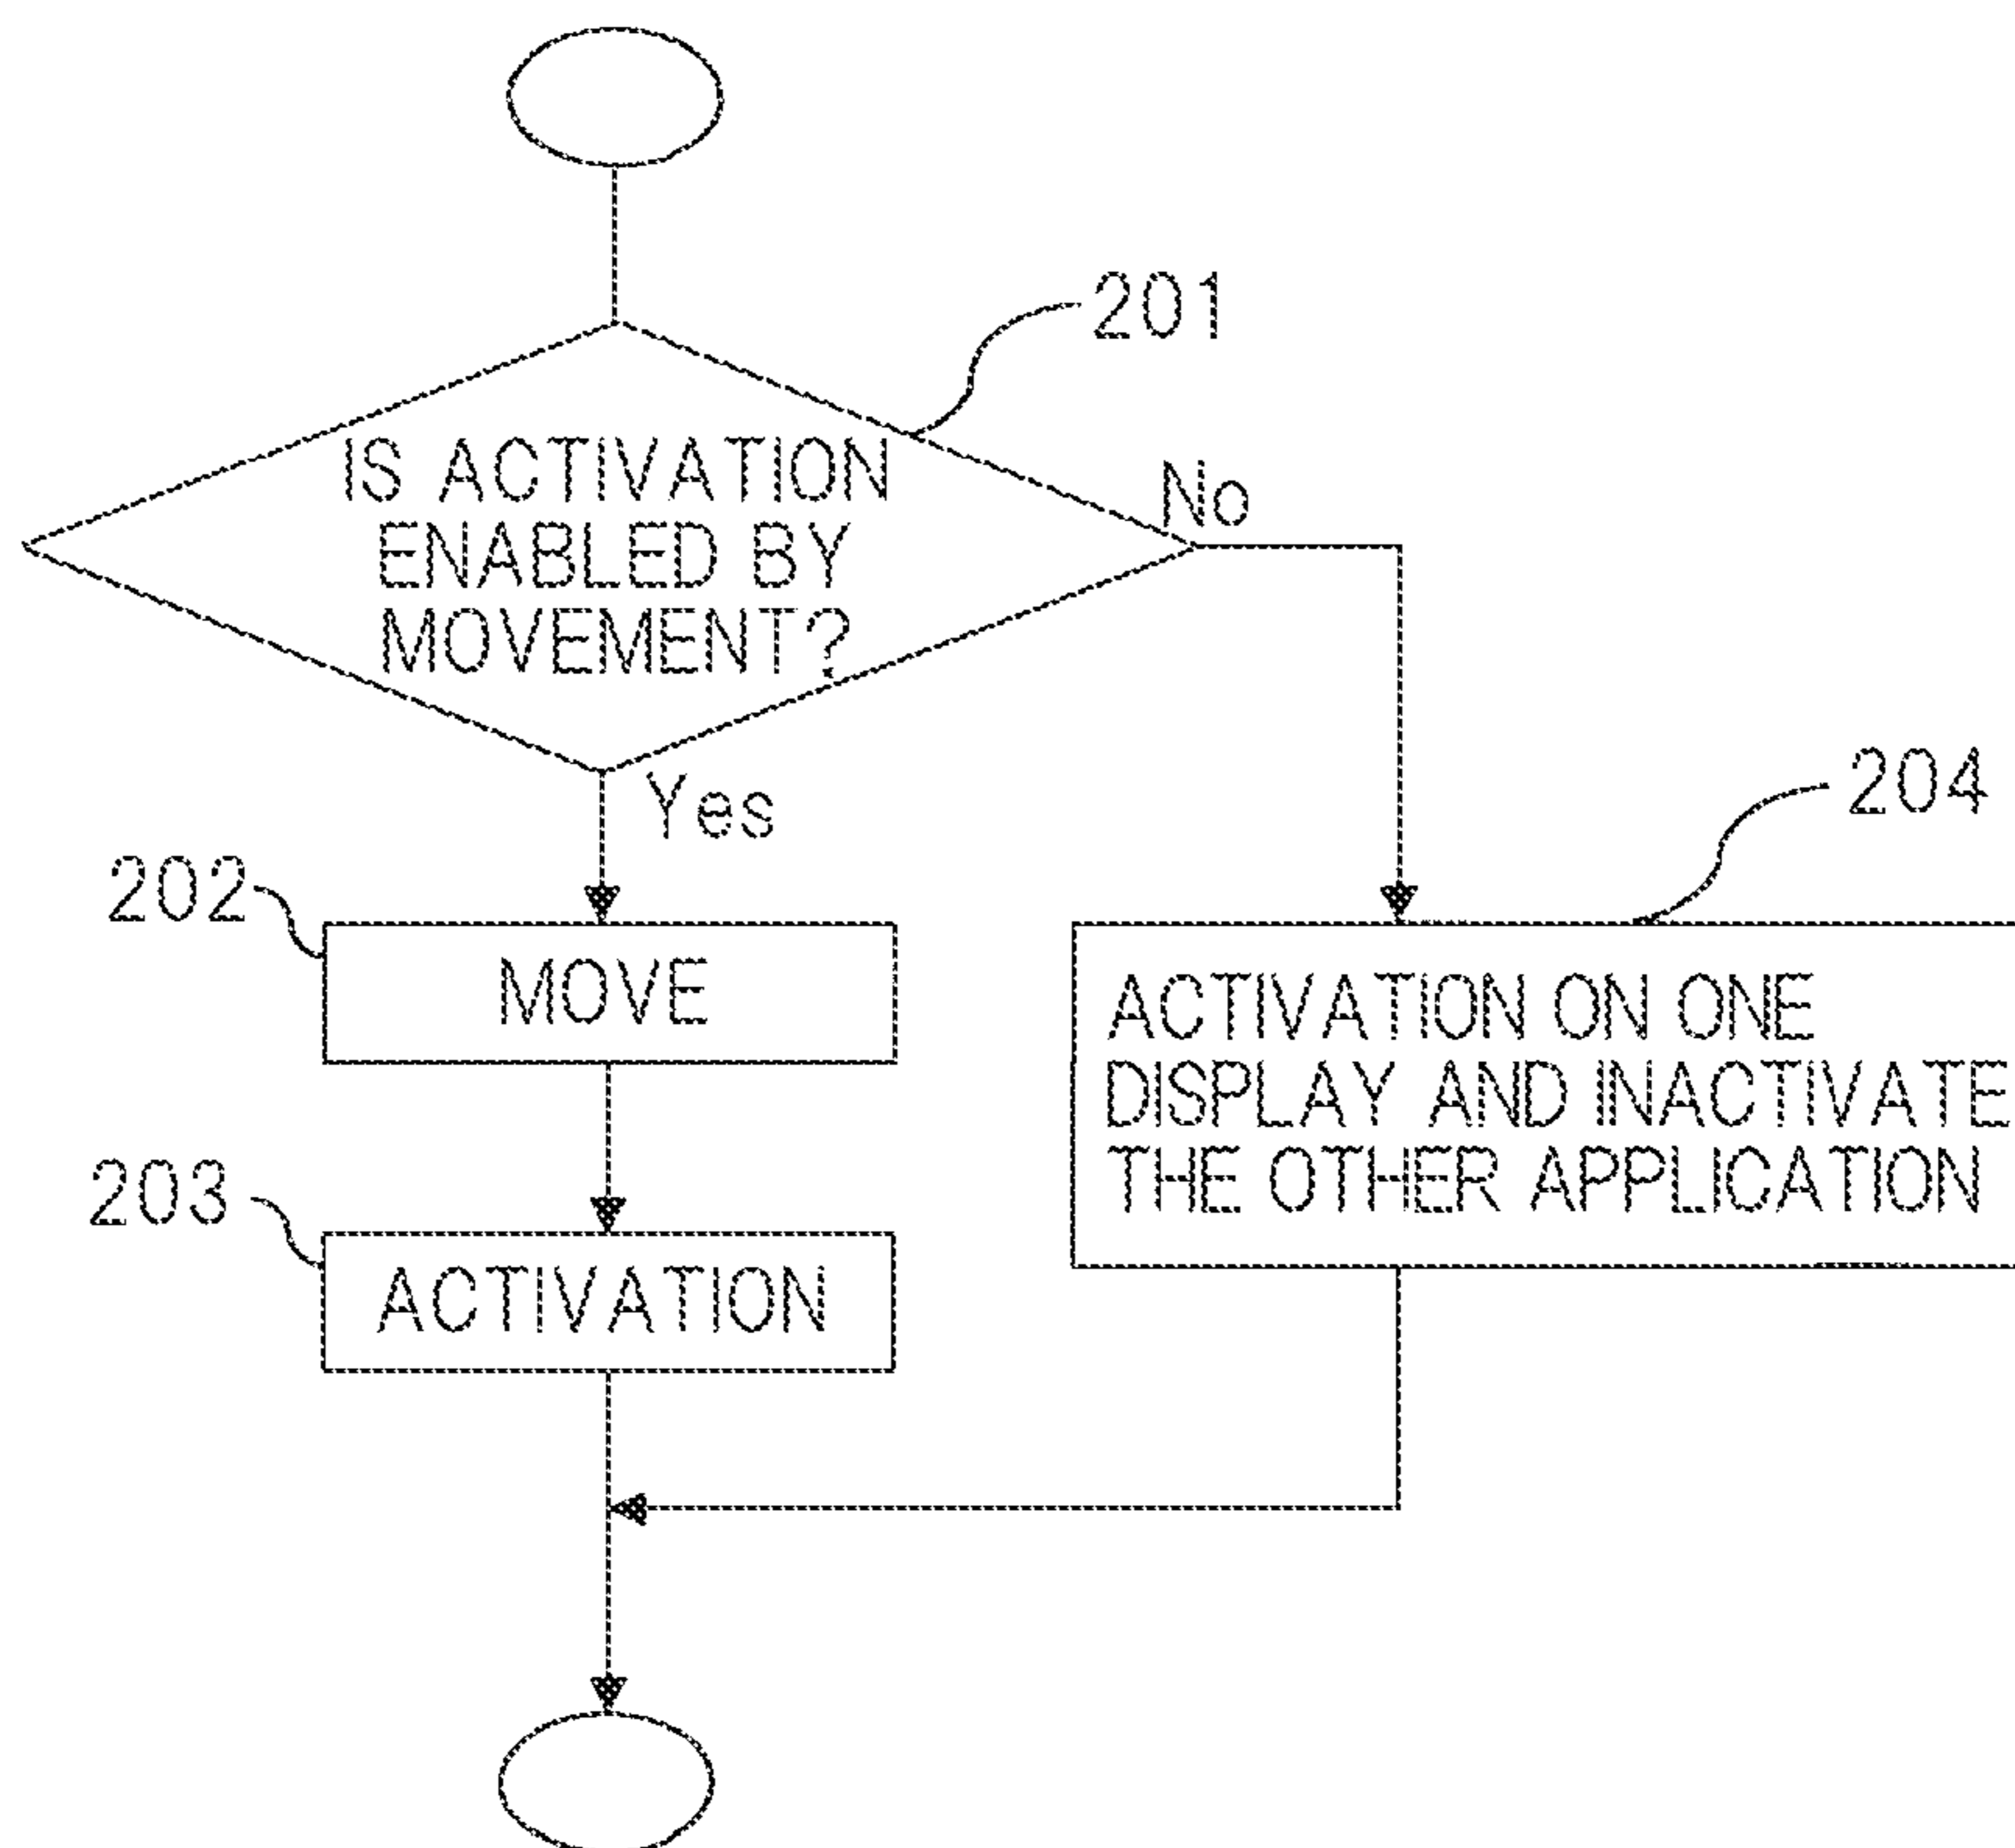 201
IS ACTIVATION
ENABLED BY
MOVEMENT?
No
Yes
204
202
MOVE
ACTIVATION ON ONE
DISPLAY AND INACTIVATE
THE OTHER APPLICATION
203
ACTIVATION